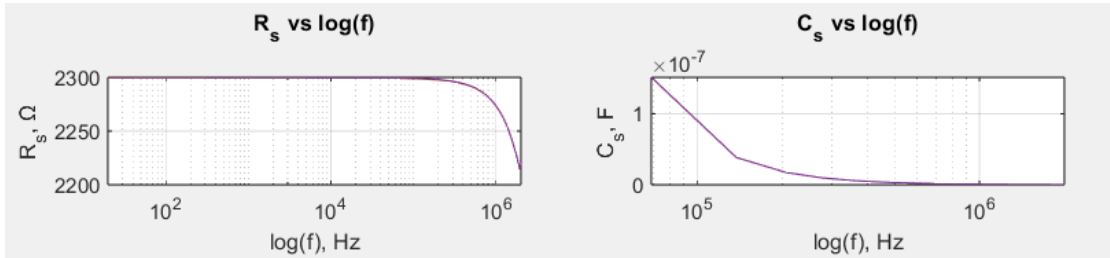 R_s vs log(f)
2300
2250
2200
R_s, Ω
10^2
10^4
10^6
log(f), Hz
C_s vs log(f)
×10^-7
1
0
C_s, F
10^5
10^6
log(f), Hz